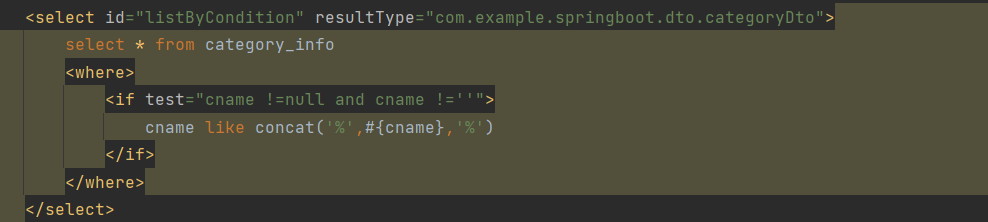 <select id="listByCondition" resultType="com.example.springboot.dto.categoryDto">
select * from category_info
<where>
<if test="cname !=null and cname !=''">
cname like concat('%',#{cname},'%')
</if>
</where>
</select>